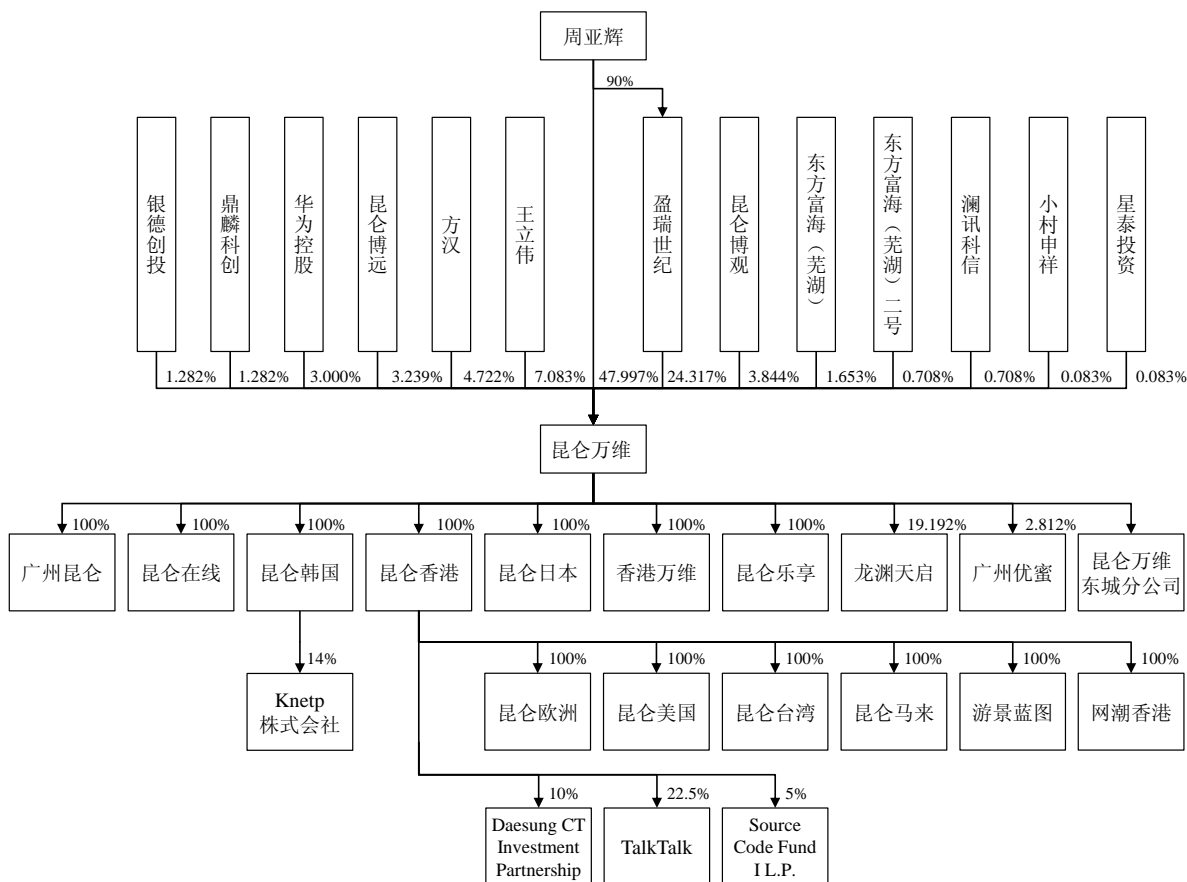 周亚辉
90%
银德创投
鼎麟科创
华为控股
昆仑博远
方汉
王立伟
盈瑞世纪
昆仑博观
东方富海（芜湖）
东方富海（芜湖）二号
澜讯科信
小村申祥
星泰投资
1.282%
1.282%
3.000%
3.239%
4.722%
7.083%
47.997%
24.317%
3.844%
1.653%
0.708%
0.708%
0.083%
0.083%
昆仑万维
100%
100%
100%
100%
100%
100%
100%
19.192%
2.812%
广州昆仑
昆仑在线
昆仑韩国
昆仑香港
昆仑日本
香港万维
昆仑乐享
龙渊天启
广州优蜜
昆仑万维
东城分公司
14%
100%
100%
100%
100%
100%
100%
Knetp
株式会社
昆仑欧洲
昆仑美国
昆仑台湾
昆仑马来
游景蓝图
网潮香港
10%
22.5%
5%
Daesung CT
Investment
Partnership
TalkTalk
Source
Code Fund
I L.P.